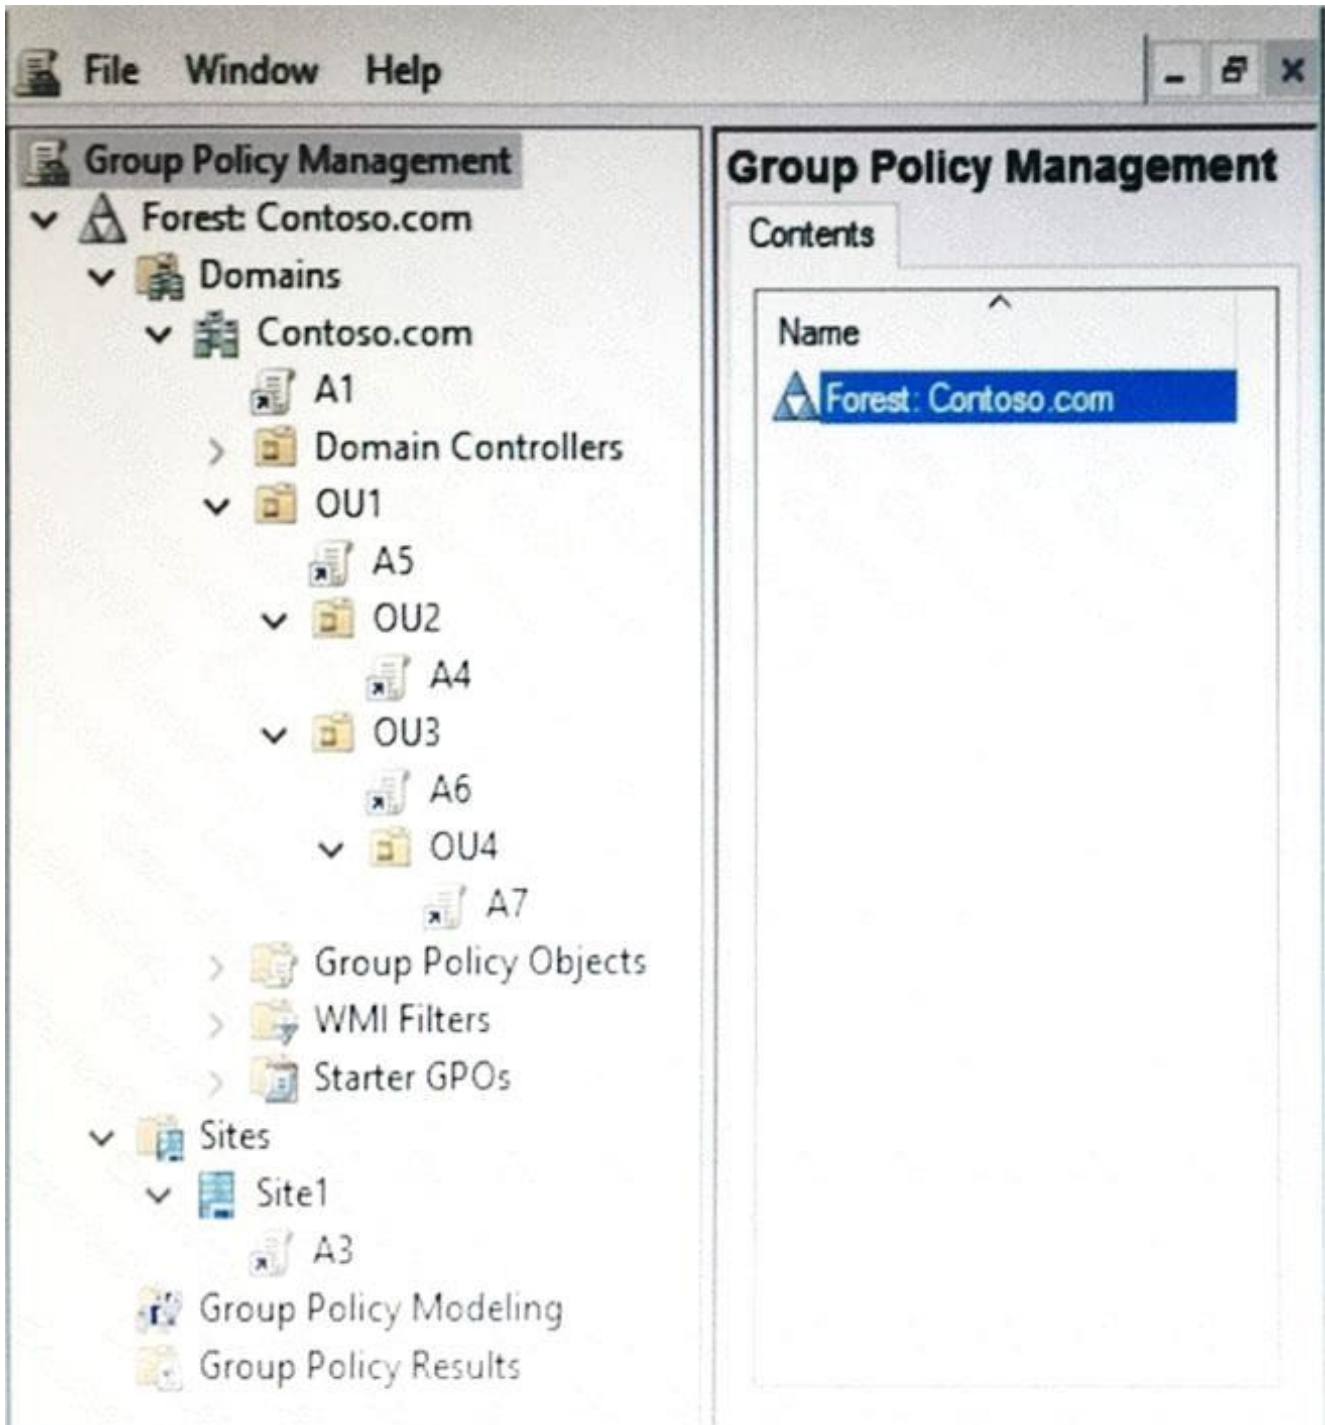 File Window Help
Group Policy Management
Forest: Contoso.com
Domains
Contoso.com
A1
Domain Controllers
OU1
A5
OU2
A4
OU3
A6
OU4
A7
Group Policy Objects
WMI Filters
Starter GPOs
Sites
Site1
A3
Group Policy Modeling
Group Policy Results
Group Policy Management
Contents
Name
Forest: Contoso.com